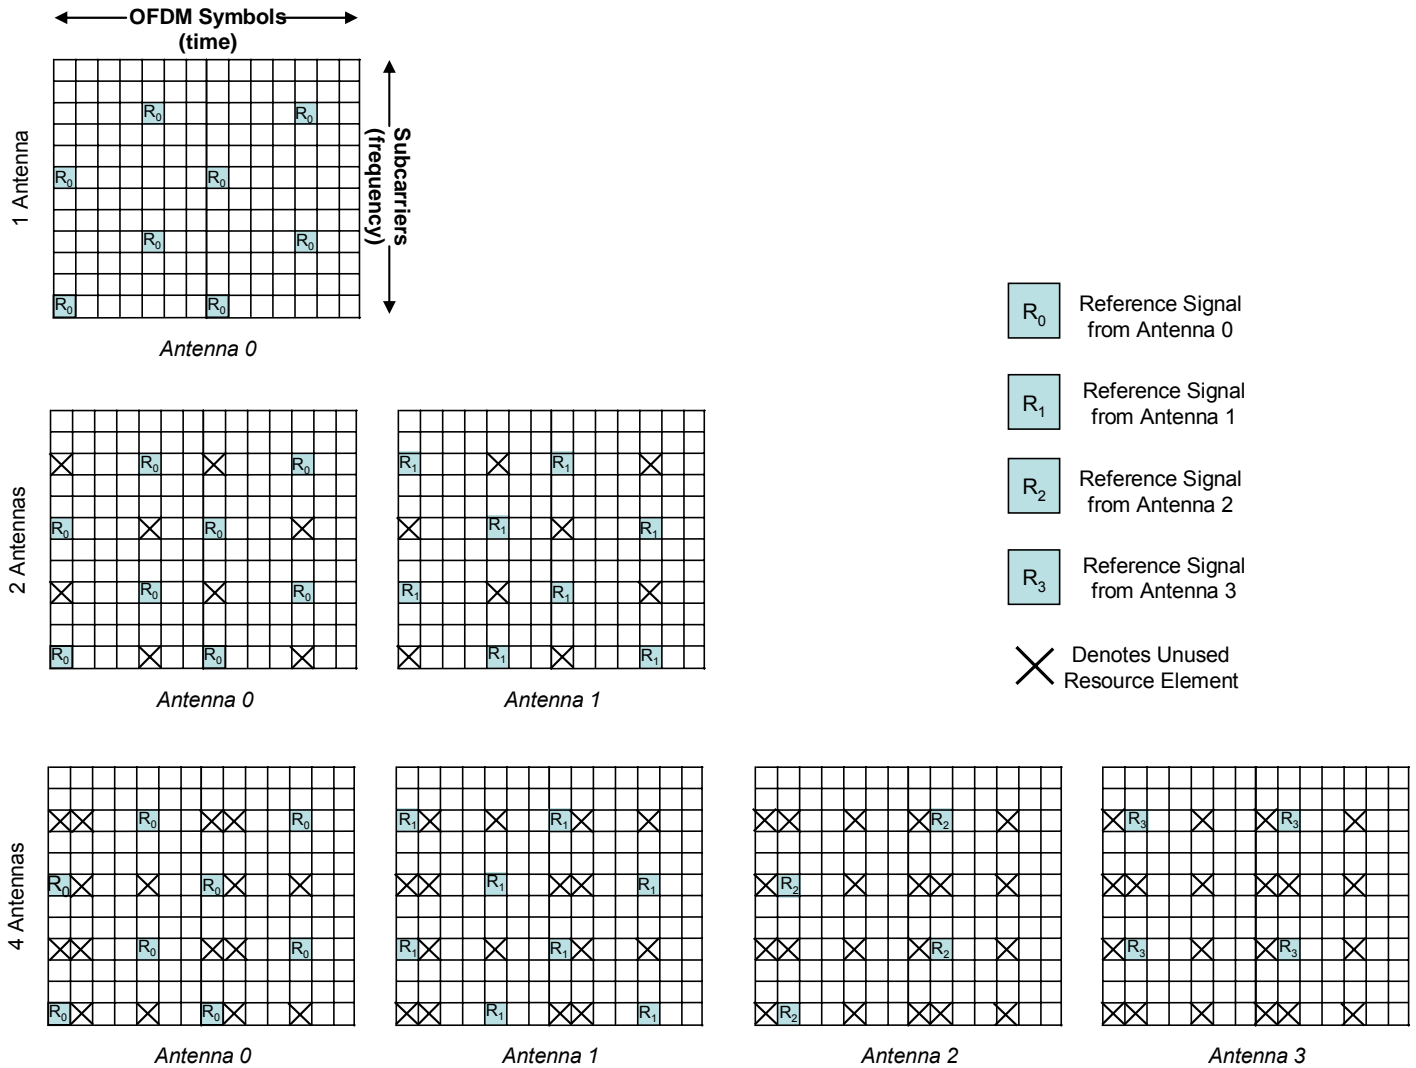 OFDM Symbols
(time)
1 Antenna
R0 R0
R0 R0
R0 R0
R0 R0
Subcarriers
(frequency)
Antenna 0
R0 Reference Signal
from Antenna 0
R1 Reference Signal
from Antenna 1
R2 Reference Signal
from Antenna 2
R3 Reference Signal
from Antenna 3
Denotes Unused
Resource Element
2 Antennas
R0 R0 R1 R1
R0 R0 R1 R1
R0 R0 R1 R1
R0 R0 R1 R1
Antenna 0 Antenna 1
4 Antennas
R0 R0 R1 R1 R2 R3 R3
R0 R0 R1 R1 R2
R0 R0 R1 R1 R2 R3 R3
R0 R0 R1 R1 R2
Antenna 0 Antenna 1 Antenna 2 Antenna 3